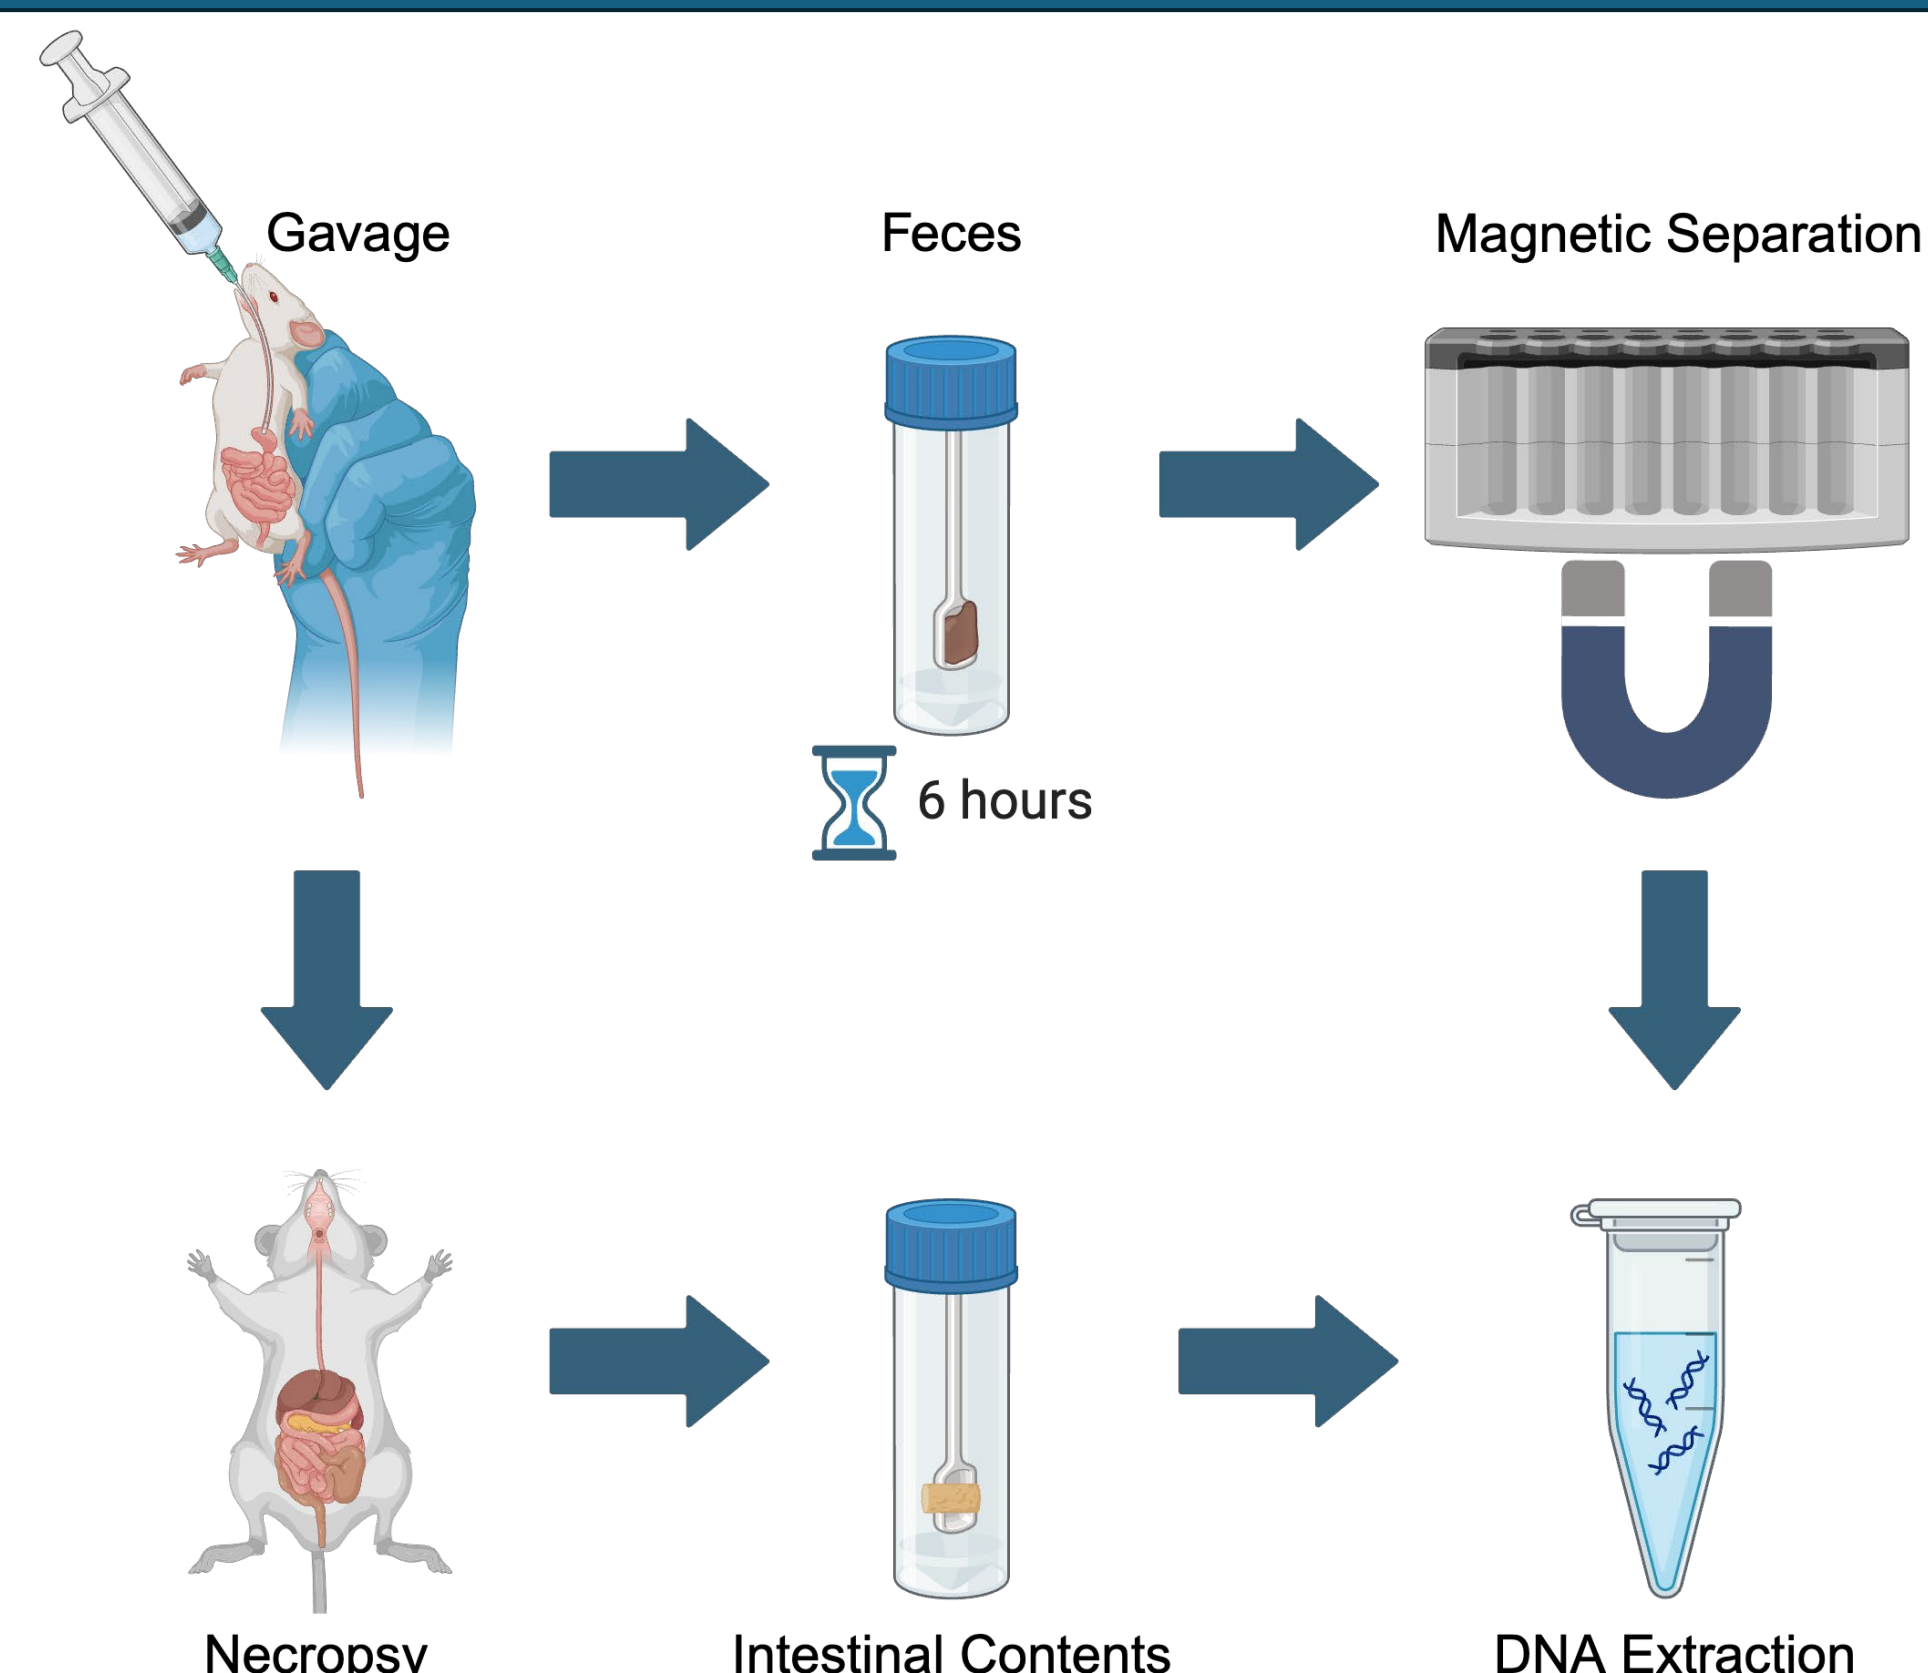 Gavage
Feces
Magnetic Separation
6 hours
Necropsy
Intestinal Contents
DNA Extraction